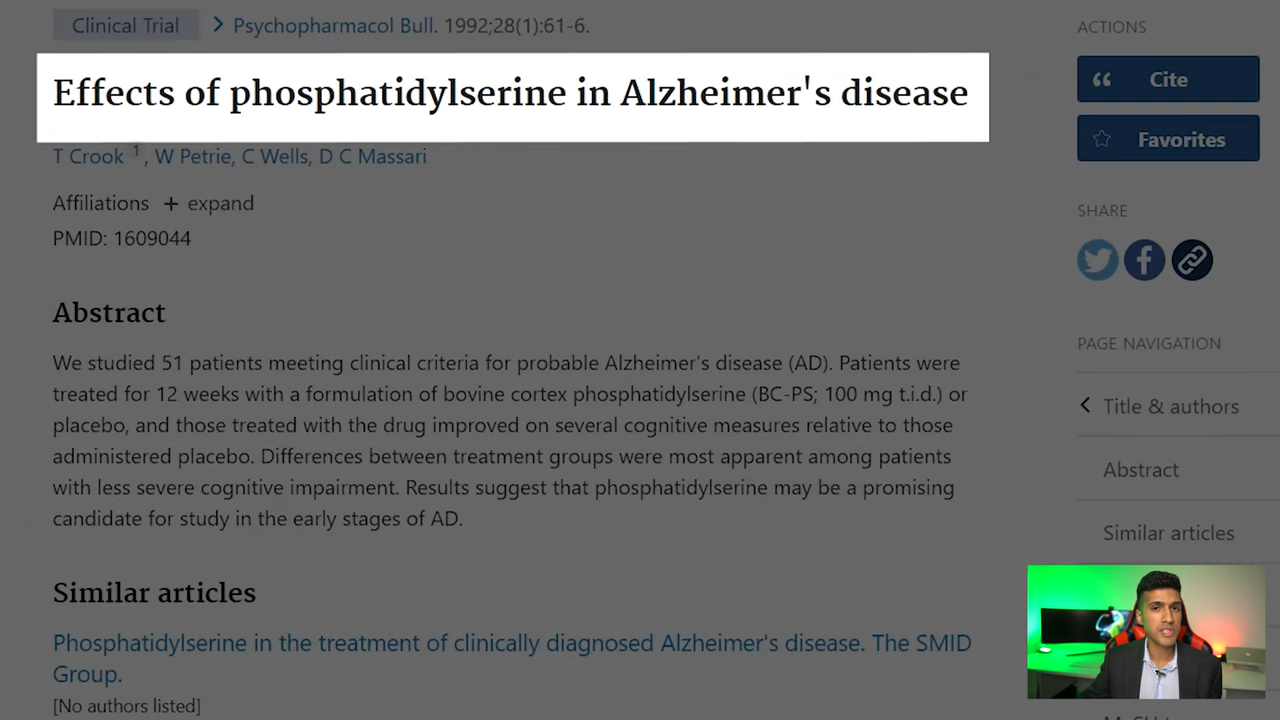 Clinical Trial > Psychopharmacol Bull. 1992;28(1):61-6.
Effects of phosphatidylserine in Alzheimer's disease
T Crook 1, W Petrie, C Wells, D C Massari
Affiliations + expand
PMID: 1609044
Abstract
We studied 51 patients meeting clinical criteria for probable Alzheimer's disease (AD). Patients were
treated for 12 weeks with a formulation of bovine cortex phosphatidylserine (BC-PS; 100 mg t.i.d.) or
placebo, and those treated with the drug improved on several cognitive measures relative to those
administered placebo. Differences between treatment groups were most apparent among patients
with less severe cognitive impairment. Results suggest that phosphatidylserine may be a promising
candidate for study in the early stages of AD.
Similar articles
Phosphatidylserine in the treatment of clinically diagnosed Alzheimer's disease. The SMID
Group.
[No authors listed]
ACTIONS
Cite
Favorites
SHARE
PAGE NAVIGATION
Title & authors
Abstract
Similar articles